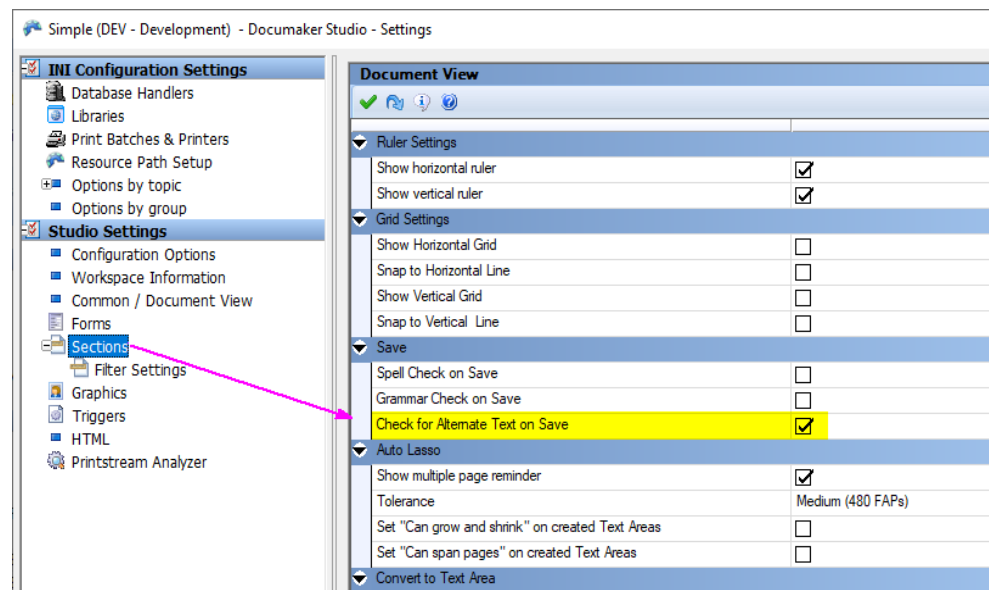 Simple (DEV - Development) - Documaker Studio - Settings
INI Configuration Settings
Database Handlers
Libraries
Print Batches & Printers
Resource Path Setup
Options by topic
Options by group
Studio Settings
Configuration Options
Workspace Information
Common / Document View
Forms
Sections
Filter Settings
Graphics
Triggers
HTML
Printstream Analyzer
Document View
Ruler Settings
Show horizontal ruler
Show vertical ruler
Grid Settings
Show Horizontal Grid
Snap to Horizontal Line
Show Vertical Grid
Snap to Vertical Line
Save
Spell Check on Save
Grammar Check on Save
Check for Alternate Text on Save
Auto Lasso
Show multiple page reminder
Tolerance Medium (480 FAPs)
Set "Can grow and shrink" on created Text Areas
Set "Can span pages" on created Text Areas
Convert to Text Area